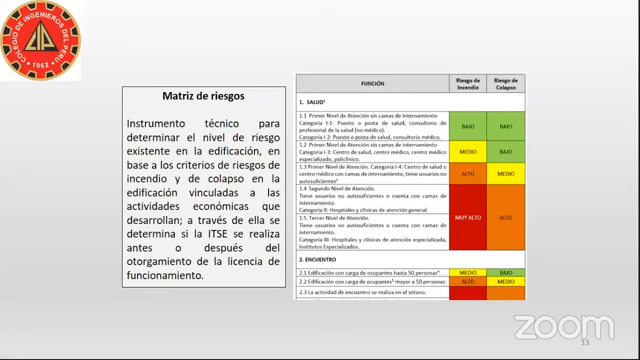 COLEGIO DE INGENIEROS DEL PERU
CIP
1962
Matriz de riesgos
Instrumento técnico para
determinar el nivel de riesgo
existente en la edificación, en
base a los criterios de riesgos de
incendio y de colapso en la
edificación vinculadas a las
actividades económicas que
desarrollan; a través de ella se
determina si la ITSE se realiza
antes o después del
otorgamiento de la licencia de
funcionamiento.
FUNCIÓN
Riesgo de Incendio
Riesgo de Colapso
1. SALUD²
1.1 Primer Nivel de Atención sin camas de Internamiento
Categoría I-1: Puesto o posta de salud, consultorio de
profesional de la salud (no médico).
Categoría I-2: Puesto o posta de salud, consultorio médico.
BAJO
BAJO
1.2 Primer Nivel de Atención sin camas de internamiento
Categoría I-3: Centro de salud, centro médico, centro médico
especializado, policlínico.
MEDIO
BAJO
1.3 Primer Nivel de Atención. Categoría I-4: Centro de salud o
centro médico con camas de internamiento, tiene usuarios no
autosuficientes³
ALTO
MEDIO
1.4 Segundo Nivel de Atención.
Tiene usuarios no autosuficientes o cuenta con camas de
internamiento.
Categoría II: Hospitales y clínicas de atención general.
1.5 Tercer Nivel de Atención.
Tiene usuarios no autosuficientes o cuenta con camas de
internamiento.
Categoría III: Hospitales y clínicas de atención especializada,
Institutos Especializados.
MUY ALTO
ALTO
2. ENCUENTRO
2.1 Edificación con carga de ocupantes hasta 50 personas⁴.
MEDIO
BAJO
2.2 Edificación con carga de ocupantes⁵ mayor a 50 personas.
ALTO
MEDIO
2.3 La actividad de encuentro se realiza en el sótano.
zoom
13